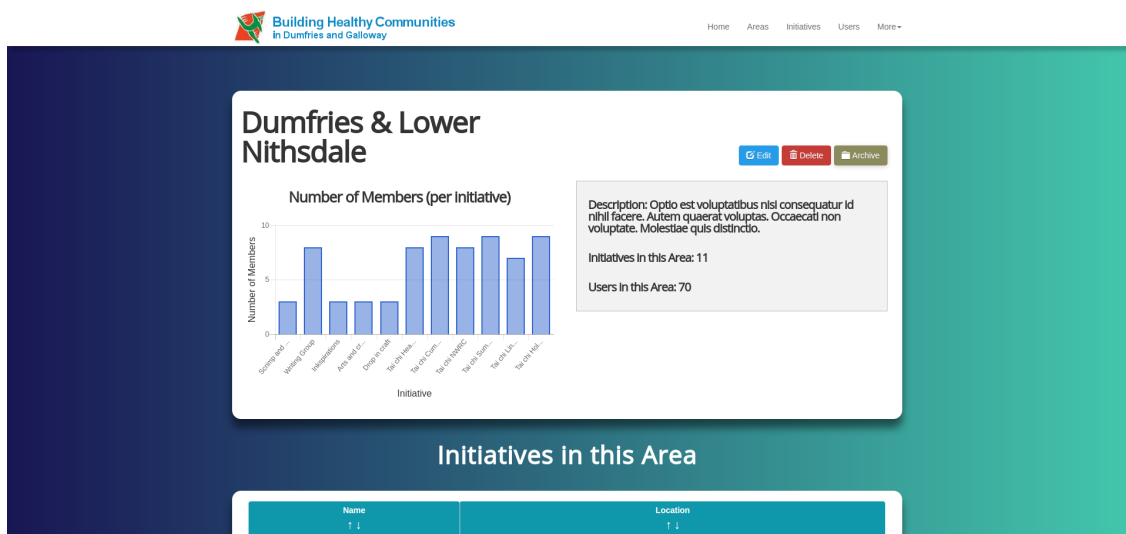 Building Healthy Communities
in Dumfries and Galloway
Home Areas Initiatives Users More
Dumfries & Lower
Nithsdale
Edit Delete Archive
Number of Members (per initiative)
10
5
0
Number of Members
Scrimp and ...
Writing Group
Inkspirations
Arts and cr...
Drop in craft
Tai chi Hea...
Tai chi Cum...
Tai chi NWRC
Tai chi Sum...
Tai chi Lin...
Tai chi Hol...
Initiative
Description: Optio est voluptatibus nisi consequatur id
nihil facere. Autem quaerat voluptas. Occaecati non
voluptate. Molestiae quis distinctio.
Initiatives in this Area: 11
Users in this Area: 70
Initiatives in this Area
Name Location
↑ ↓ ↑ ↓